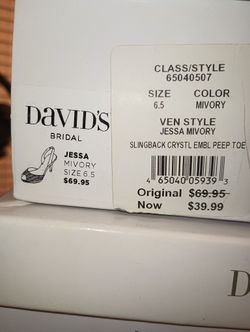 DAVID'S
BRIDAL
JESSA
MIVORY
SIZE 6.5
$69.95
CLASS/STYLE
65040507
SIZE COLOR
6.5 MIVORY
VEN STYLE
JESSA MIVORY
SLINGBACK CRYSTL EMBL PEEP TOE
4 65040 05939 3
Original $69.95
Now $39.99
D